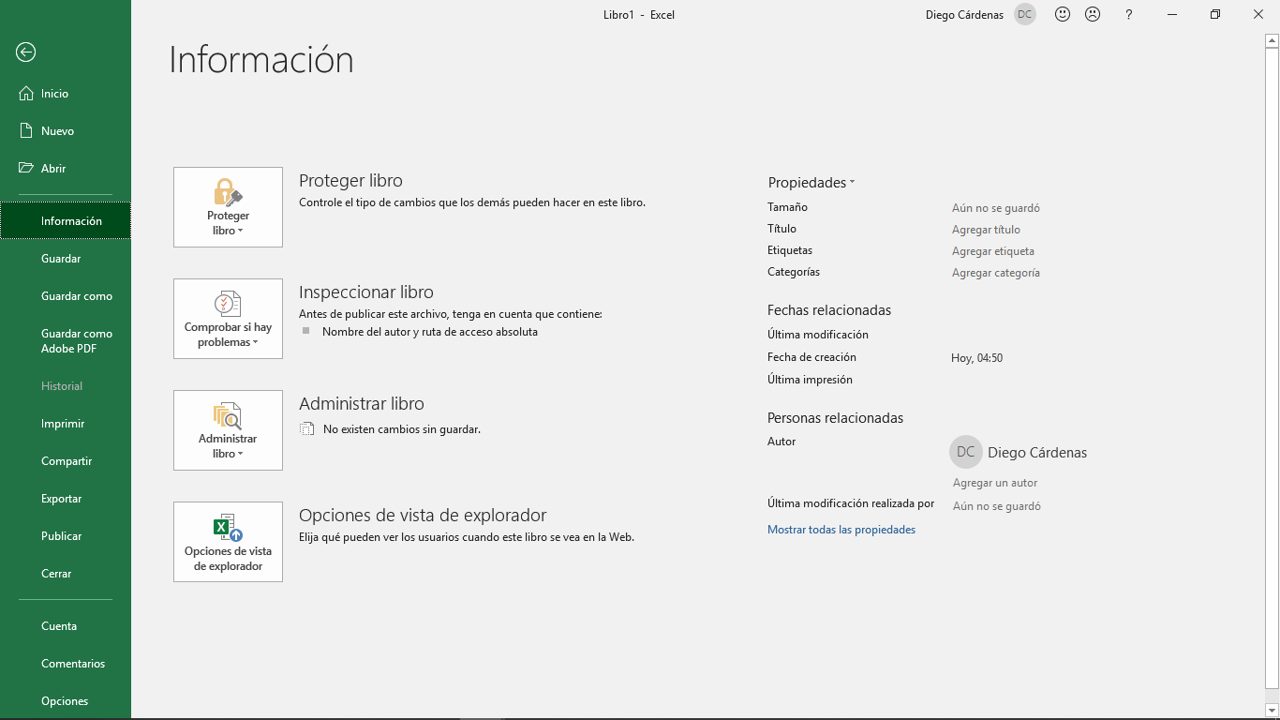 Libro1 - Excel
Diego Cárdenas
DC
?
Información
Inicio
Nuevo
Abrir
Información
Guardar
Guardar como
Guardar como
Adobe PDF
Historial
Imprimir
Compartir
Exportar
Publicar
Cerrar
Cuenta
Comentarios
Opciones
Proteger
libro
Proteger libro
Controle el tipo de cambios que los demás pueden hacer en este libro.
Comprobar si hay
problemas
Inspeccionar libro
Antes de publicar este archivo, tenga en cuenta que contiene:
Nombre del autor y ruta de acceso absoluta
Administrar
libro
Administrar libro
No existen cambios sin guardar.
Opciones de vista
de explorador
Opciones de vista de explorador
Elija qué pueden ver los usuarios cuando este libro se vea en la Web.
Propiedades
Tamaño Aún no se guardó
Título Agregar título
Etiquetas Agregar etiqueta
Categorías Agregar categoría
Fechas relacionadas
Última modificación
Fecha de creación Hoy, 04:50
Última impresión
Personas relacionadas
Autor
DC Diego Cárdenas
Agregar un autor
Última modificación realizada por Aún no se guardó
Mostrar todas las propiedades